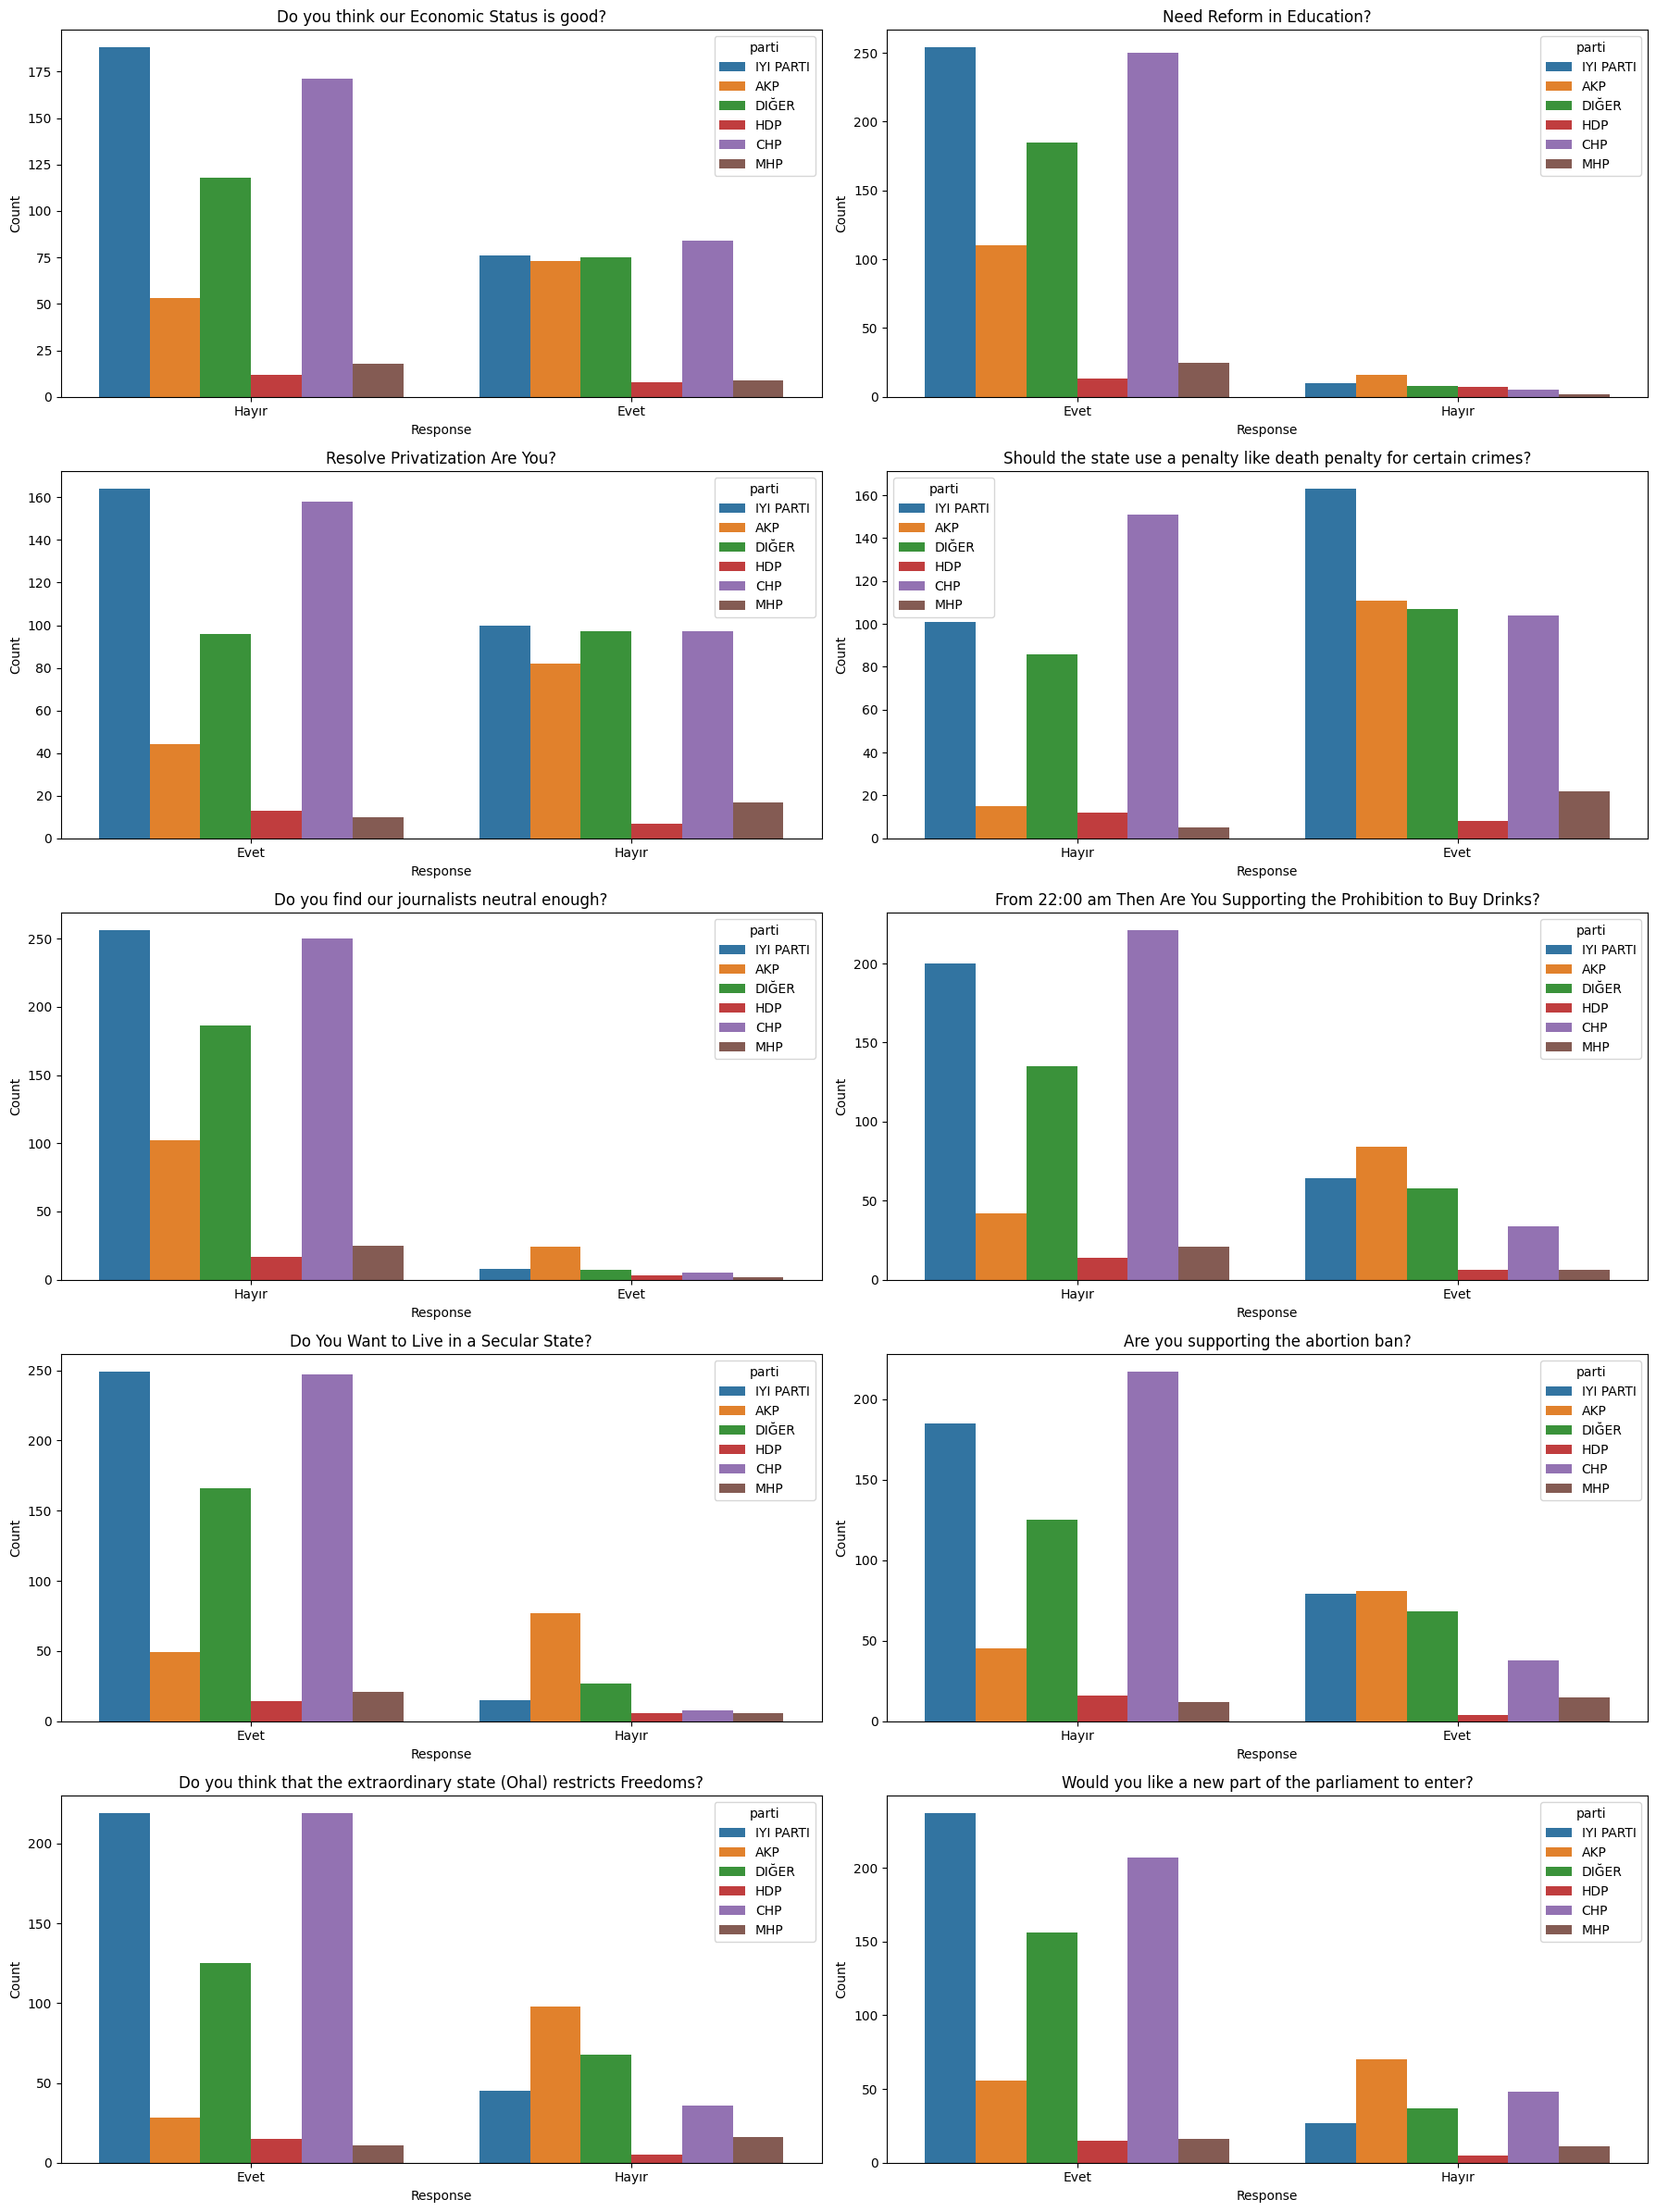 Do you think our Economic Status is good?
Count
175
150
125
100
75
50
25
0
parti
IYI PARTI
AKP
DIĞER
HDP
CHP
MHP
Hayır Evet
Response
Need Reform in Education?
Count
250
200
150
100
50
0
parti
IYI PARTI
AKP
DIĞER
HDP
CHP
MHP
Evet Hayır
Response
Resolve Privatization Are You?
Count
160
140
120
100
80
60
40
20
0
parti
IYI PARTI
AKP
DIĞER
HDP
CHP
MHP
Evet Hayır
Response
Should the state use a penalty like death penalty for certain crimes?
Count
160
140
120
100
80
60
40
20
0
parti
IYI PARTI
AKP
DIĞER
HDP
CHP
MHP
Hayır Evet
Response
Do you find our journalists neutral enough?
Count
250
200
150
100
50
0
parti
IYI PARTI
AKP
DIĞER
HDP
CHP
MHP
Hayır Evet
Response
From 22:00 am Then Are You Supporting the Prohibition to Buy Drinks?
Count
200
150
100
50
0
parti
IYI PARTI
AKP
DIĞER
HDP
CHP
MHP
Hayır Evet
Response
Do You Want to Live in a Secular State?
Count
250
200
150
100
50
0
parti
IYI PARTI
AKP
DIĞER
HDP
CHP
MHP
Evet Hayır
Response
Are you supporting the abortion ban?
Count
200
150
100
50
0
parti
IYI PARTI
AKP
DIĞER
HDP
CHP
MHP
Hayır Evet
Response
Do you think that the extraordinary state (Ohal) restricts Freedoms?
Count
200
150
100
50
0
parti
IYI PARTI
AKP
DIĞER
HDP
CHP
MHP
Evet Hayır
Response
Would you like a new part of the parliament to enter?
Count
200
150
100
50
0
parti
IYI PARTI
AKP
DIĞER
HDP
CHP
MHP
Evet Hayır
Response